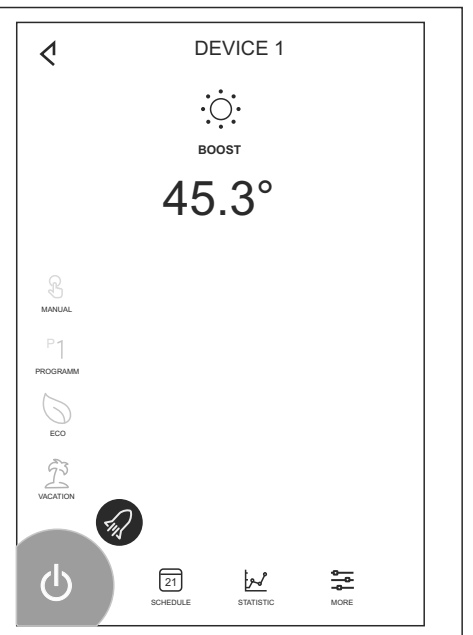 DEVICE 1
BOOST
45.3°
MANUAL
P1
PROGRAMM
ECO
VACATION
21
SCHEDULE
STATISTIC
MORE